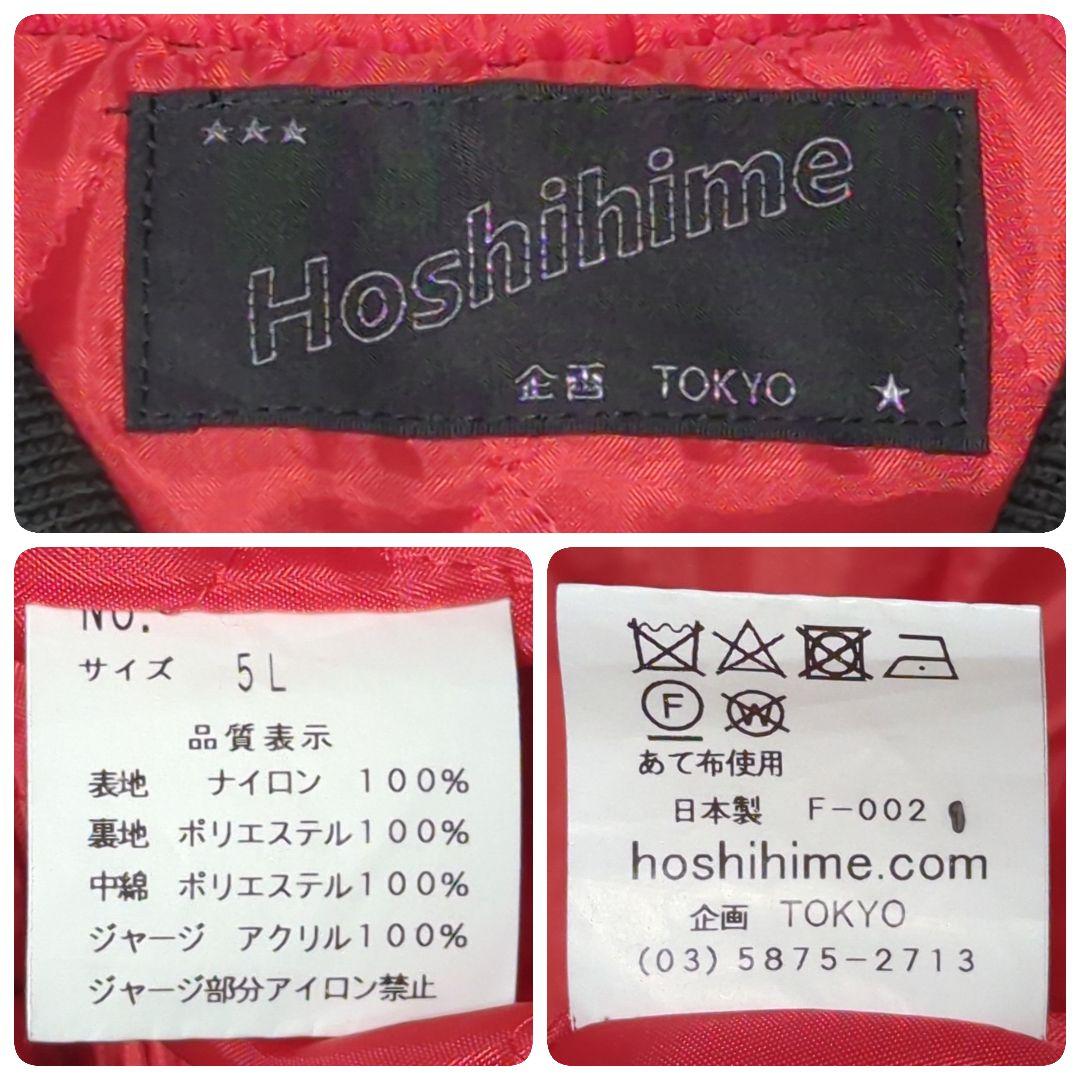 ★★★
Hoshihime
企画 TOKYO ★
NO.
サイズ 5L
品質表示
表地 ナイロン 100%
裏地 ポリエステル100%
中綿 ポリエステル100%
ジャージ アクリル100%
ジャージ部分アイロン禁止
F
W
あて布使用
日本製 F-002
hoshihime.com
企画 TOKYO
(03)5875-2713